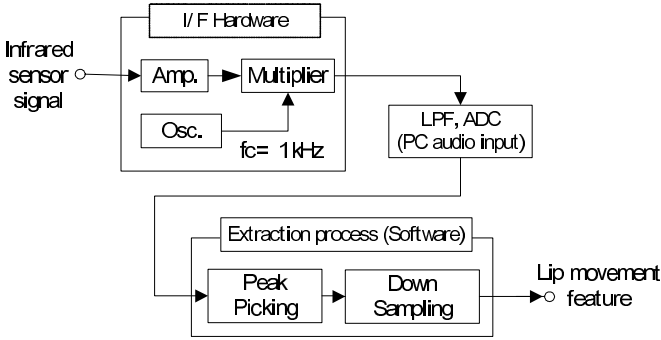 I/F Hardware
Infrared
sensor
signal
Amp.
Multiplier
Osc.
fc= 1kHz
LPF, ADC
(PC audio input)
Extraction process (Software)
Peak
Picking
Down
Sampling
Lip movement
feature